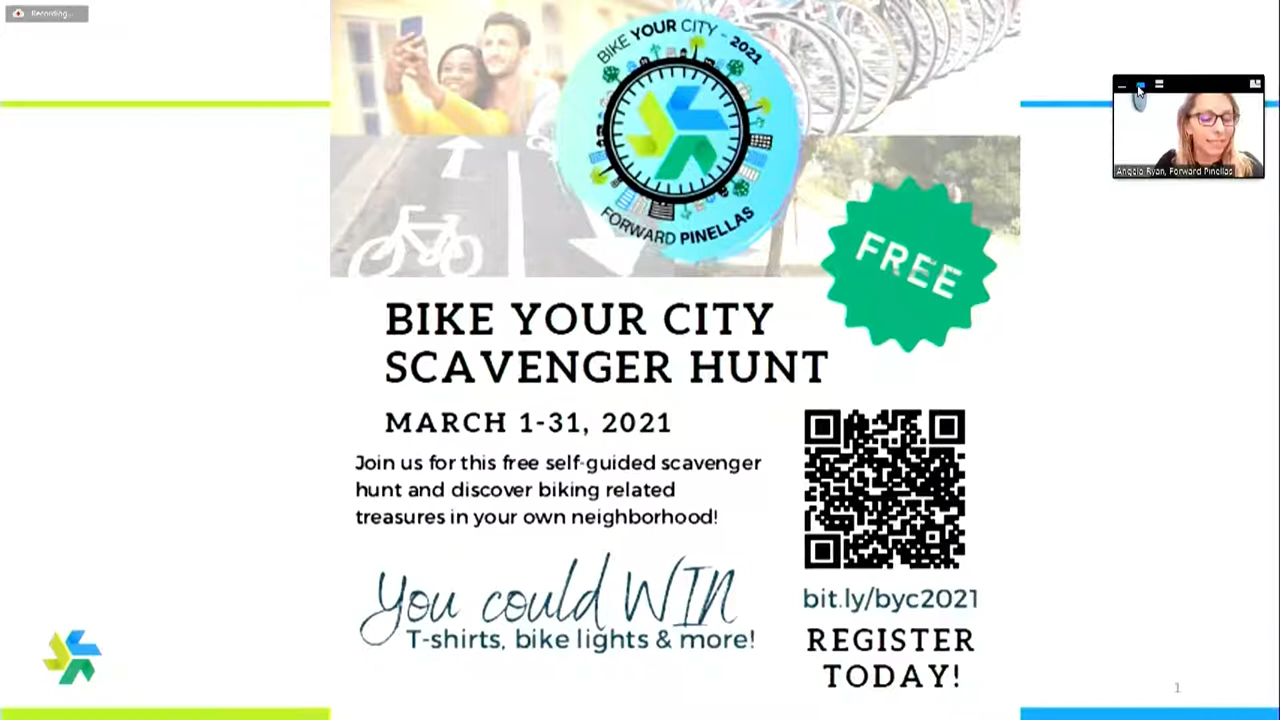 Recording...
BIKE YOUR CITY - 2021
FORWARD PINELLAS
FREE
BIKE YOUR CITY
SCAVENGER HUNT
MARCH 1-31, 2021
Join us for this free self-guided scavenger
hunt and discover biking related
treasures in your own neighborhood!
You could WIN
T-shirts, bike lights & more!
bit.ly/byc2021
REGISTER
TODAY!
Angela Ryan, Forward Pinellas
1